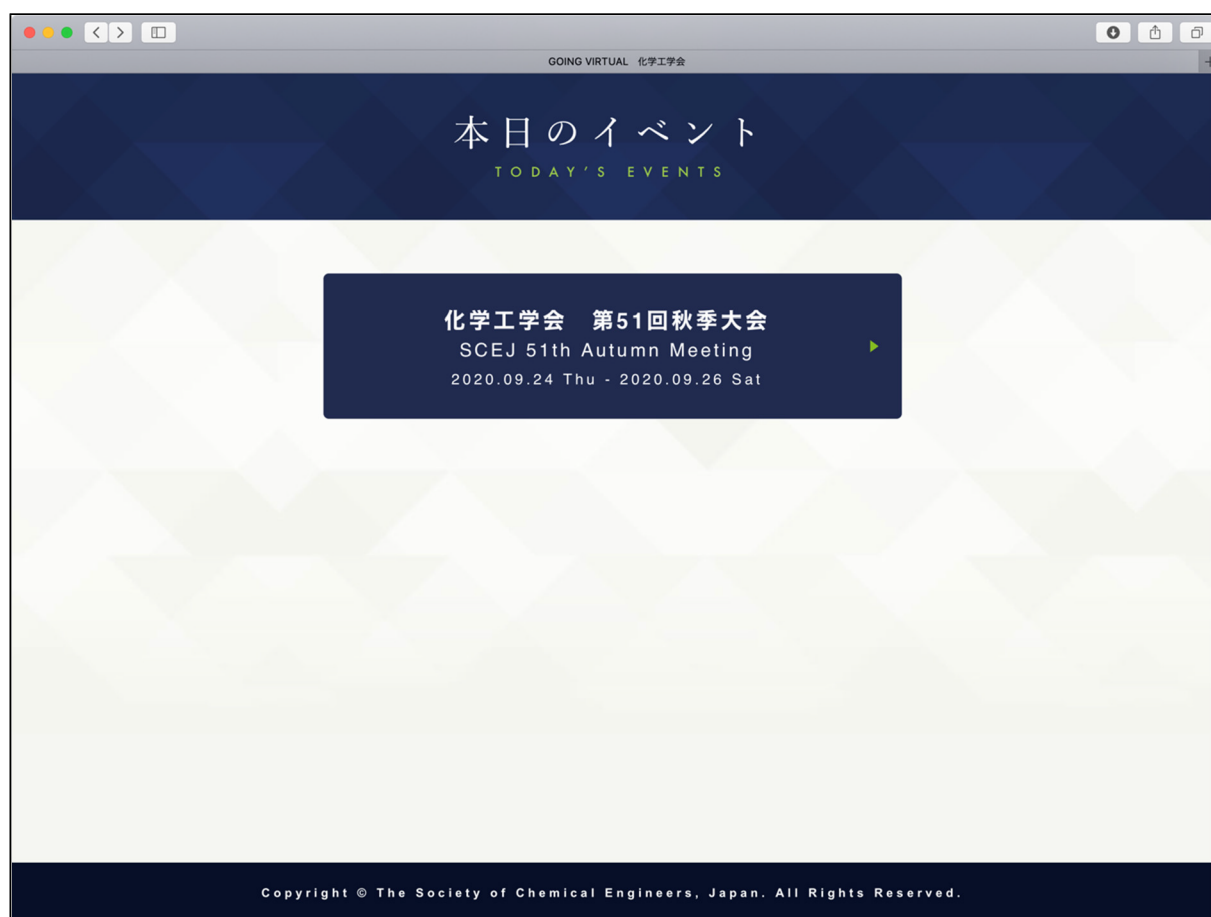 GOING VIRTUAL　化学工学会
本日のイベント
TODAY'S EVENTS
化学工学会　第51回秋季大会
SCEJ 51th Autumn Meeting
2020.09.24 Thu - 2020.09.26 Sat
Copyright © The Society of Chemical Engineers, Japan. All Rights Reserved.